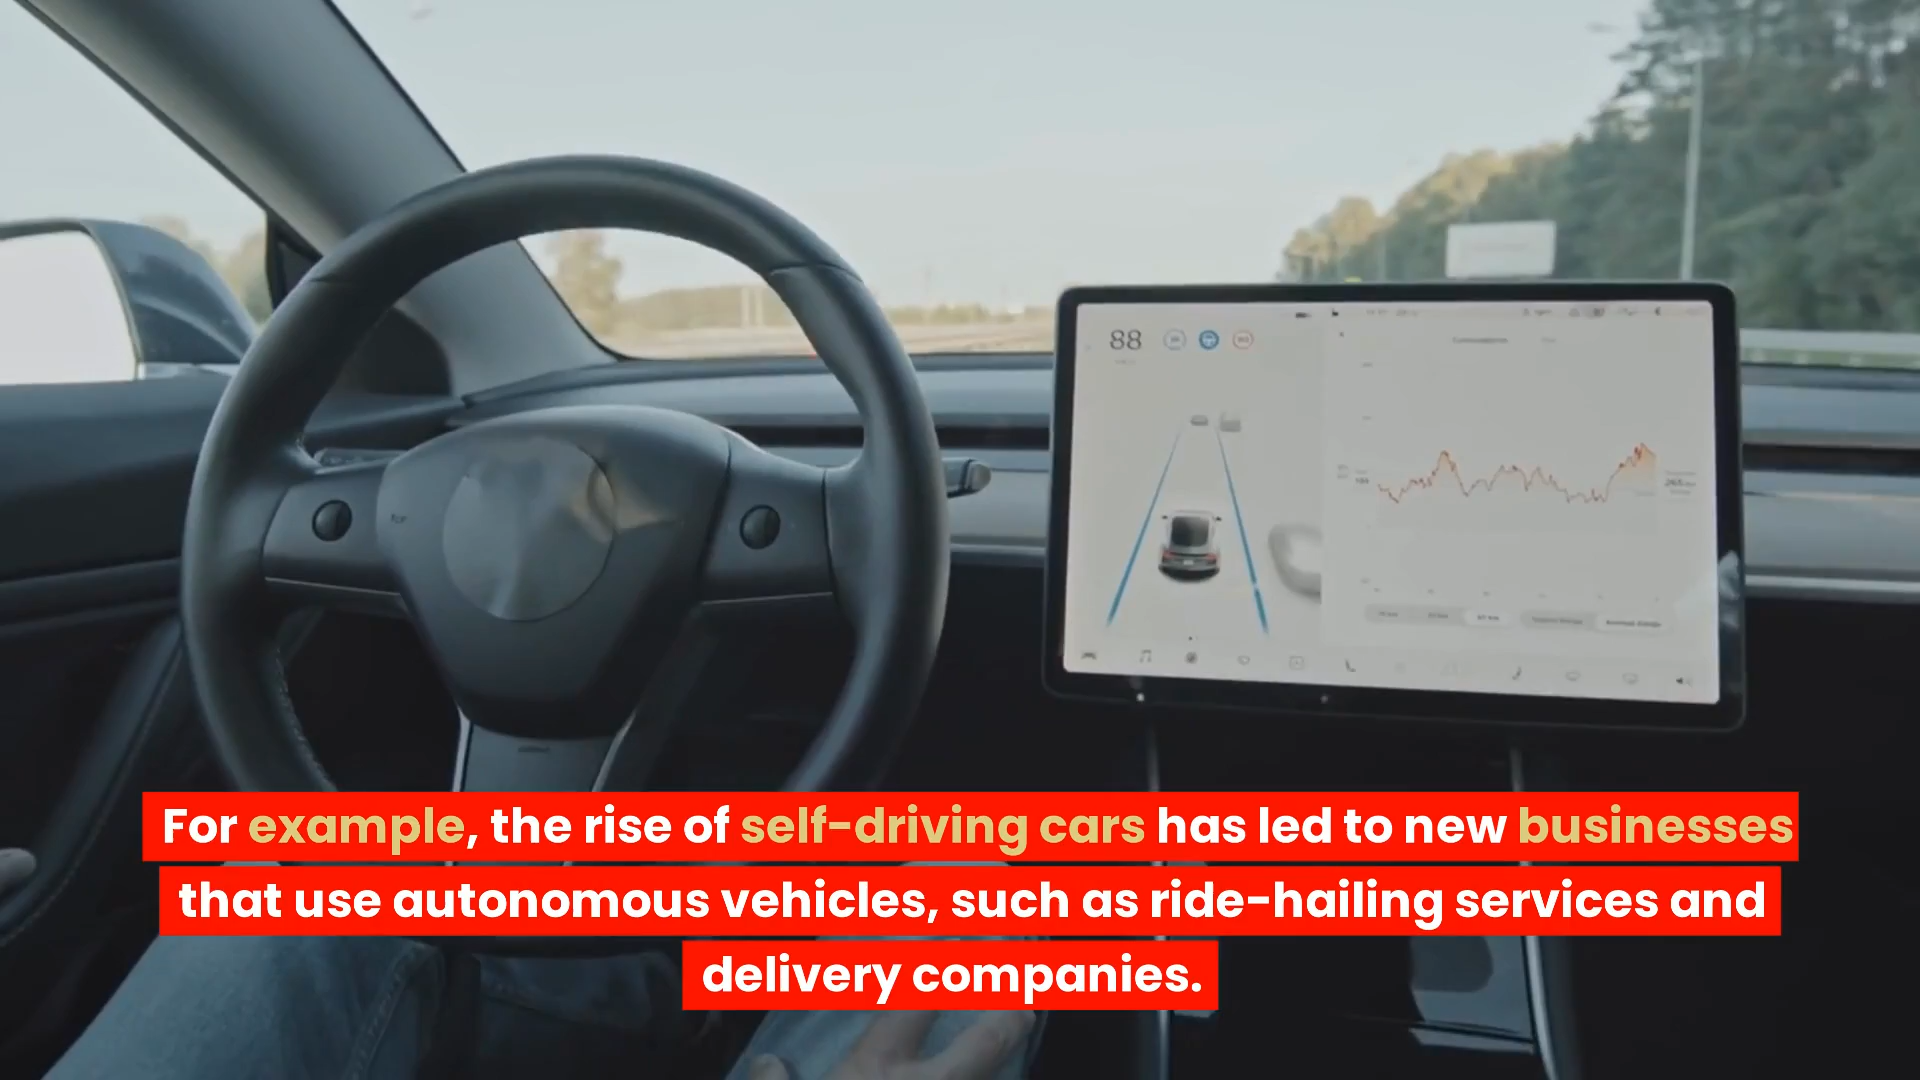 88
For example, the rise of self-driving cars has led to new businesses
that use autonomous vehicles, such as ride-hailing services and
delivery companies.